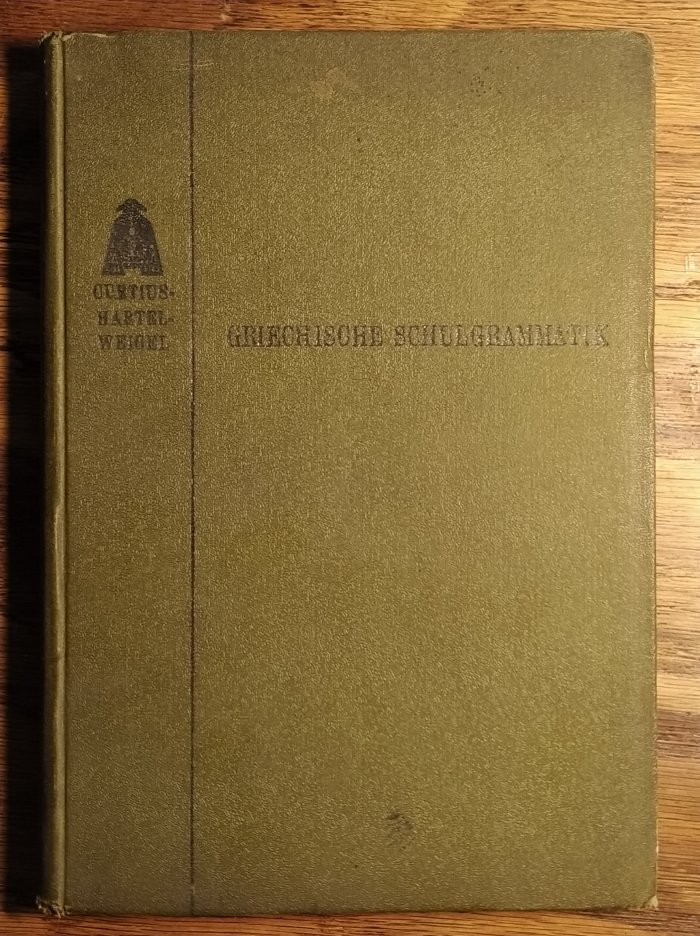 CURTIUS-
HARTEL-
WEIGEL
GRIECHISCHE SCHULGRAMMATIK